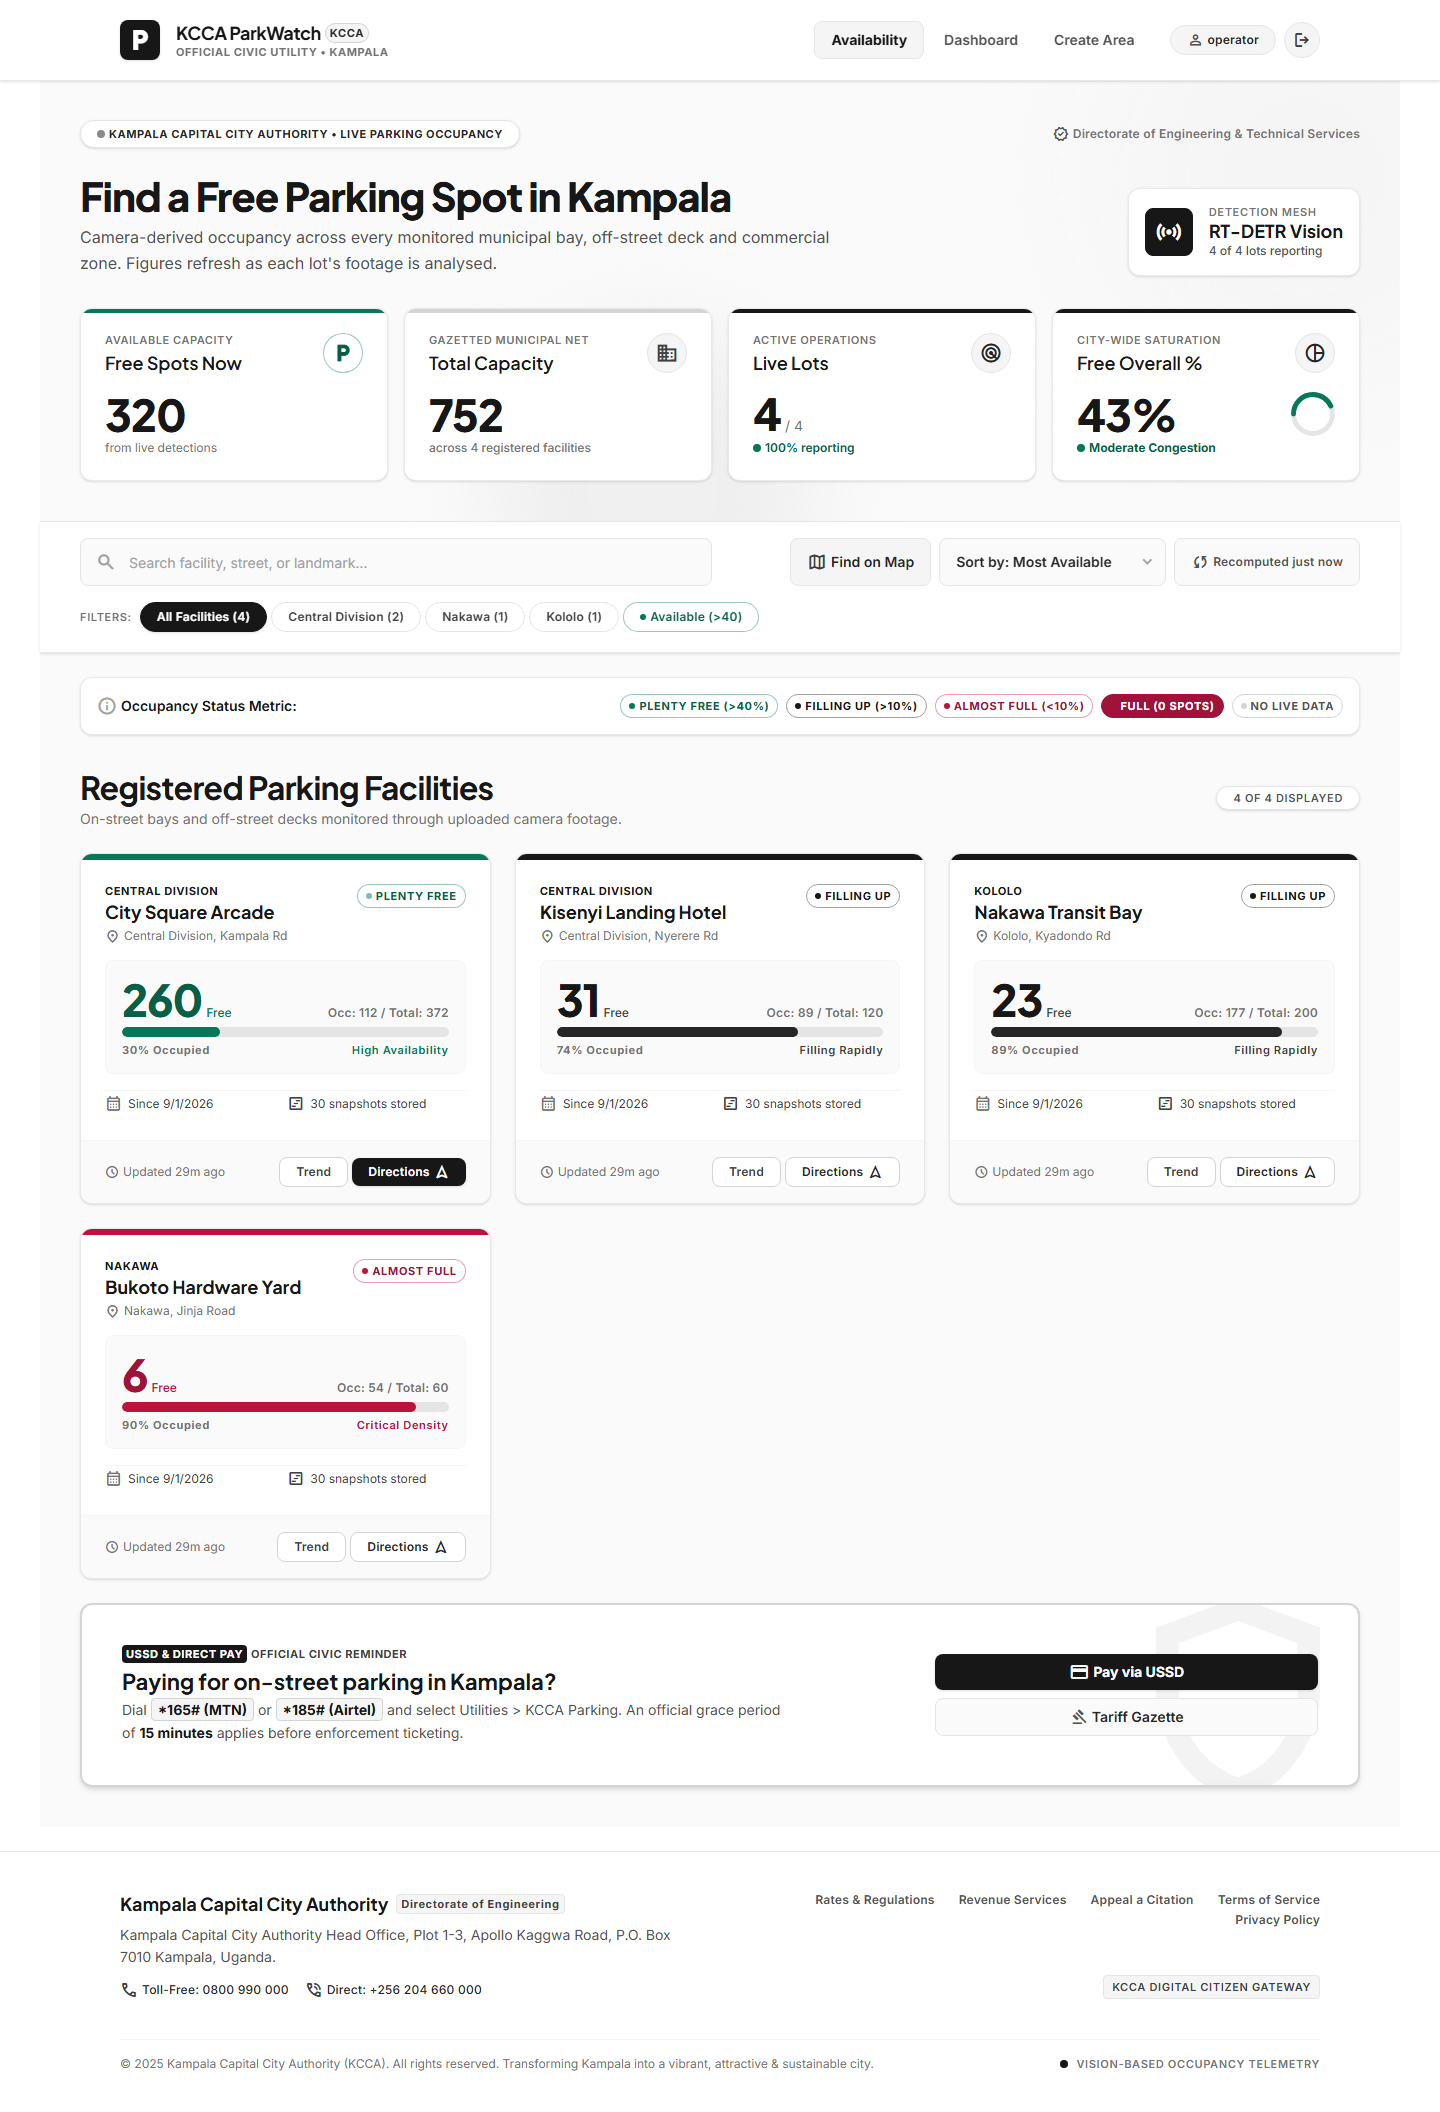 P
KCCA ParkWatch KCCA
OFFICIAL CIVIC UTILITY • KAMPALA
Availability
Dashboard
Create Area
operator
KAMPALA CAPITAL CITY AUTHORITY • LIVE PARKING OCCUPANCY
Directorate of Engineering & Technical Services
Find a Free Parking Spot in Kampala
Camera-derived occupancy across every monitored municipal bay, off-street deck and commercial
zone. Figures refresh as each lot's footage is analysed.
DETECTION MESH
RT-DETR Vision
4 of 4 lots reporting
AVAILABLE CAPACITY
Free Spots Now
P
320
from live detections
GAZETTED MUNICIPAL NET
Total Capacity
752
across 4 registered facilities
ACTIVE OPERATIONS
Live Lots
4 / 4
100% reporting
CITY-WIDE SATURATION
Free Overall %
43%
Moderate Congestion
Search facility, street, or landmark...
Find on Map
Sort by: Most Available
Recomputed just now
FILTERS:
All Facilities (4)
Central Division (2)
Nakawa (1)
Kololo (1)
Available (>40)
Occupancy Status Metric:
PLENTY FREE (>40%)
FILLING UP (>10%)
ALMOST FULL (<10%)
FULL (0 SPOTS)
NO LIVE DATA
Registered Parking Facilities
On-street bays and off-street decks monitored through uploaded camera footage.
4 OF 4 DISPLAYED
CENTRAL DIVISION
City Square Arcade
PLENTY FREE
Central Division, Kampala Rd
260 Free
Occ: 112 / Total: 372
30% Occupied
High Availability
Since 9/1/2026
30 snapshots stored
Updated 29m ago
Trend
Directions
CENTRAL DIVISION
Kisenyi Landing Hotel
FILLING UP
Central Division, Nyerere Rd
31 Free
Occ: 89 / Total: 120
74% Occupied
Filling Rapidly
Since 9/1/2026
30 snapshots stored
Updated 29m ago
Trend
Directions
KOLOLO
Nakawa Transit Bay
FILLING UP
Kololo, Kyadondo Rd
23 Free
Occ: 177 / Total: 200
89% Occupied
Filling Rapidly
Since 9/1/2026
30 snapshots stored
Updated 29m ago
Trend
Directions
NAKAWA
Bukoto Hardware Yard
ALMOST FULL
Nakawa, Jinja Road
6 Free
Occ: 54 / Total: 60
90% Occupied
Critical Density
Since 9/1/2026
30 snapshots stored
Updated 29m ago
Trend
Directions
USSD & DIRECT PAY OFFICIAL CIVIC REMINDER
Paying for on-street parking in Kampala?
Dial *165# (MTN) or *185# (Airtel) and select Utilities > KCCA Parking. An official grace period
of 15 minutes applies before enforcement ticketing.
Pay via USSD
Tariff Gazette
Kampala Capital City Authority Directorate of Engineering
Kampala Capital City Authority Head Office, Plot 1-3, Apollo Kaggwa Road, P.O. Box
7010 Kampala, Uganda.
Toll-Free: 0800 990 000
Direct: +256 204 660 000
Rates & Regulations
Revenue Services
Appeal a Citation
Terms of Service
Privacy Policy
KCCA DIGITAL CITIZEN GATEWAY
© 2025 Kampala Capital City Authority (KCCA). All rights reserved. Transforming Kampala into a vibrant, attractive & sustainable city.
VISION-BASED OCCUPANCY TELEMETRY